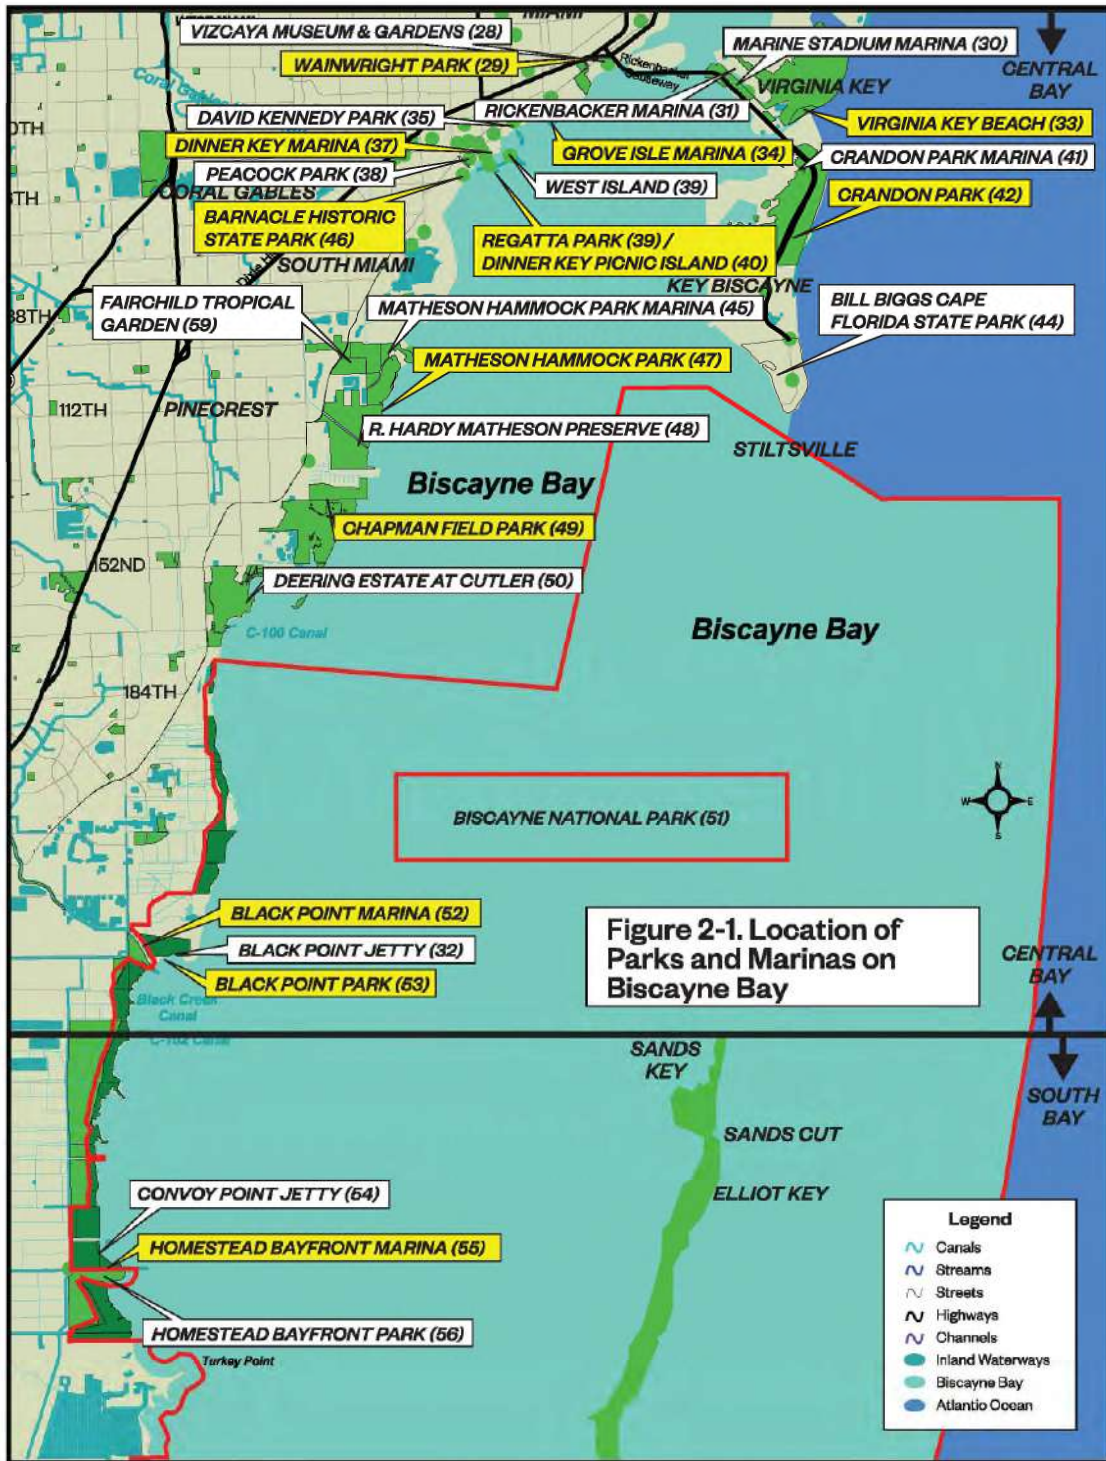 MIAMI
VIZCAYA MUSEUM & GARDENS (28)
WAINWRIGHT PARK (29)
Rickenbacker
Causeway
MARINE STADIUM MARINA (30)
CENTRAL
BAY
VIRGINIA KEY
Coral Gables
DAVID KENNEDY PARK (35)
RICKENBACKER MARINA (31)
VIRGINIA KEY BEACH (33)
DINNER KEY MARINA (37)
GROVE ISLE MARINA (34)
CRANDON PARK MARINA (41)
PEACOCK PARK (38)
WEST ISLAND (39)
CORAL GABLES
CRANDON PARK (42)
BARNACLE HISTORIC
STATE PARK (46)
REGATTA PARK (39) /
DINNER KEY PICNIC ISLAND (40)
SOUTH MIAMI
KEY BISCAYNE
FAIRCHILD TROPICAL
GARDEN (59)
MATHESON HAMMOCK PARK MARINA (45)
BILL BIGGS CAPE
FLORIDA STATE PARK (44)
88TH
MATHESON HAMMOCK PARK (47)
112TH
PINECREST
R. HARDY MATHESON PRESERVE (48)
STILTSVILLE
Biscayne Bay
CHAPMAN FIELD PARK (49)
152ND
DEERING ESTATE AT CUTLER (50)
C-100 Canal
Biscayne Bay
184TH
N
W E
S
BISCAYNE NATIONAL PARK (51)
BLACK POINT MARINA (52)
BLACK POINT JETTY (32)
BLACK POINT PARK (53)
Figure 2-1. Location of
Parks and Marinas on
Biscayne Bay
CENTRAL
BAY
Black Creek
Canal
C-102 Canal
SANDS
KEY
SOUTH
BAY
SANDS CUT
CONVOY POINT JETTY (54)
ELLIOT KEY
HOMESTEAD BAYFRONT MARINA (55)
HOMESTEAD BAYFRONT PARK (56)
Turkey Point
Legend
Canals
Streams
Streets
Highways
Channels
Inland Waterways
Biscayne Bay
Atlantic Ocean